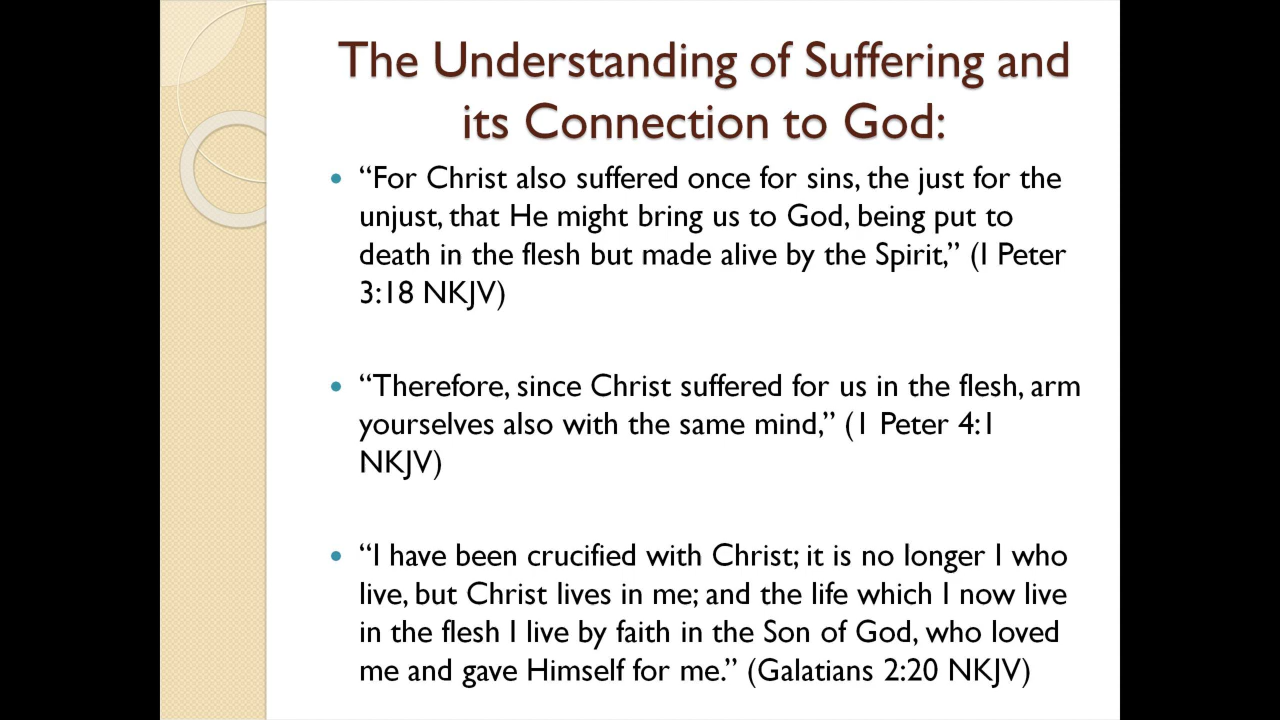 The Understanding of Suffering and
its Connection to God:
• “For Christ also suffered once for sins, the just for the
unjust, that He might bring us to God, being put to
death in the flesh but made alive by the Spirit,” (I Peter
3:18 NKJV)
• “Therefore, since Christ suffered for us in the flesh, arm
yourselves also with the same mind,” (1 Peter 4:1
NKJV)
• “I have been crucified with Christ; it is no longer I who
live, but Christ lives in me; and the life which I now live
in the flesh I live by faith in the Son of God, who loved
me and gave Himself for me.” (Galatians 2:20 NKJV)